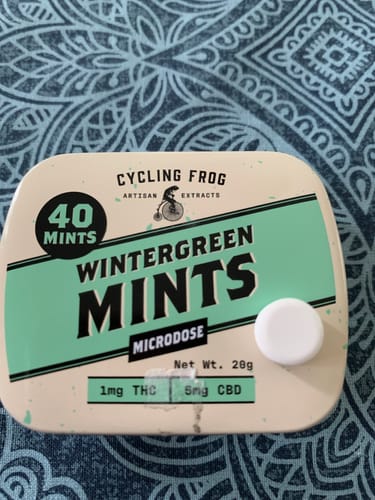 CYCLING FROG
ARTISAN EXTRACTS
40
MINTS
WINTERGREEN
MINTS
MICRODOSE
Net Wt. 20g
1mg THC 5mg CBD